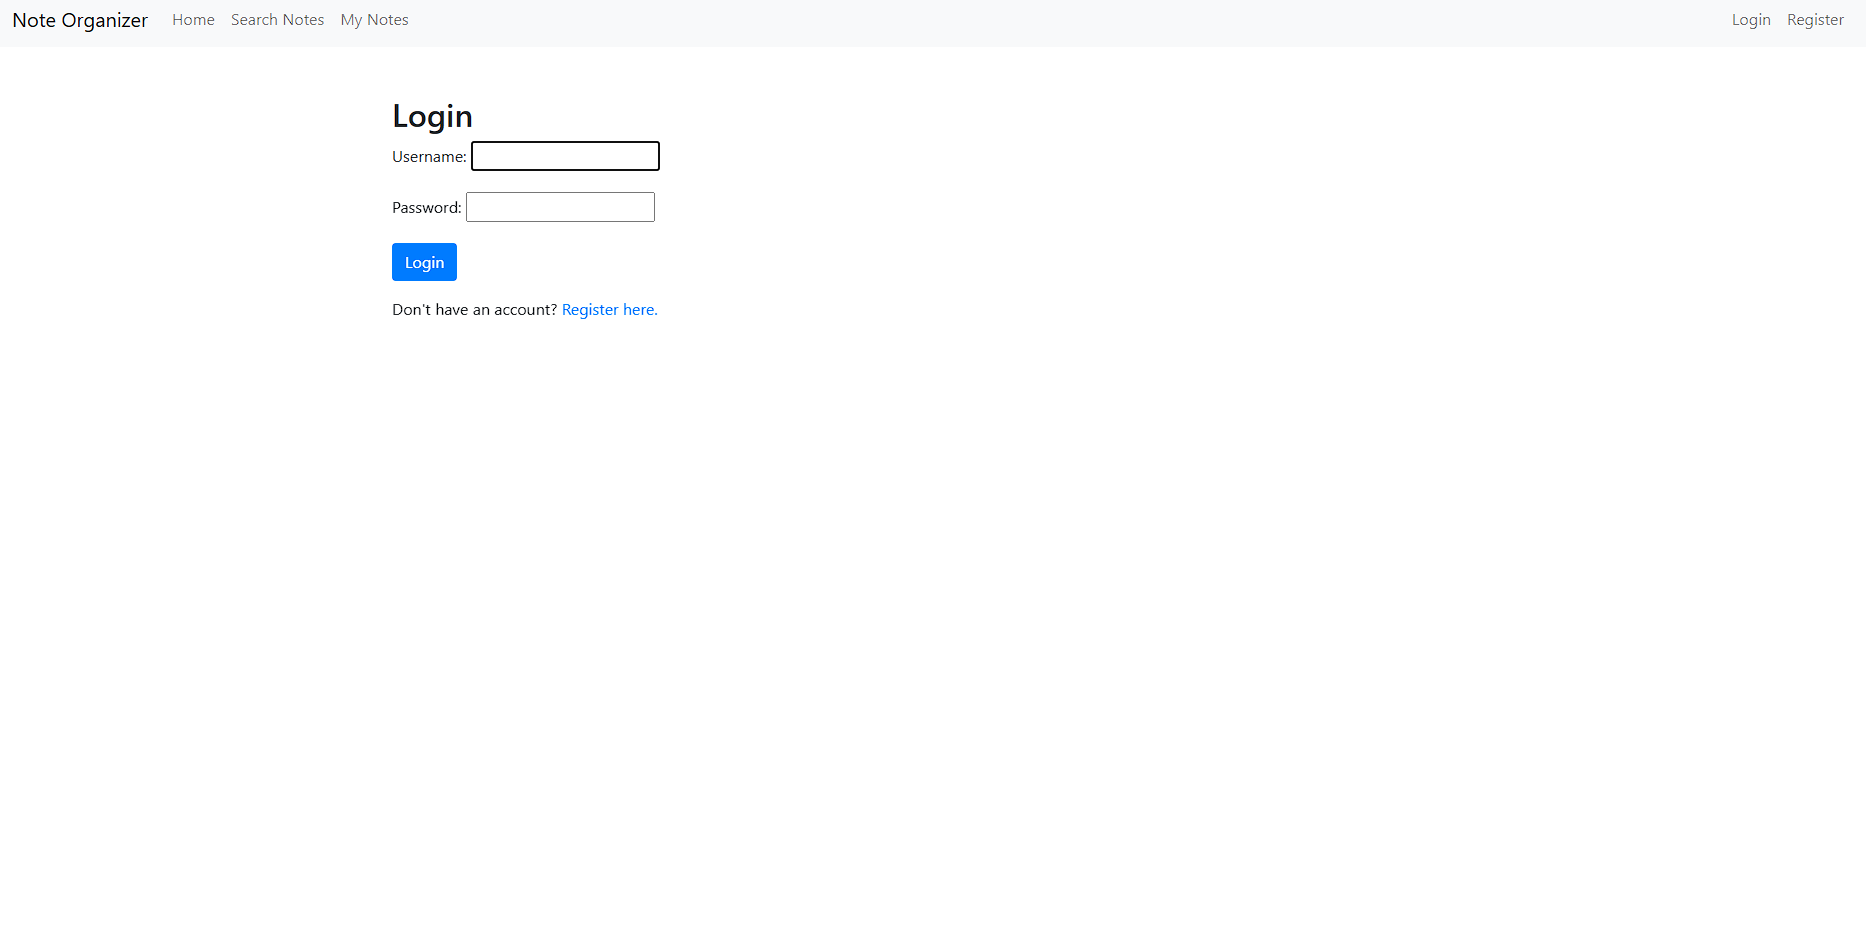 Note Organizer Home Search Notes My Notes Login Register
Login
Username:
Password:
Login
Don't have an account? Register here.